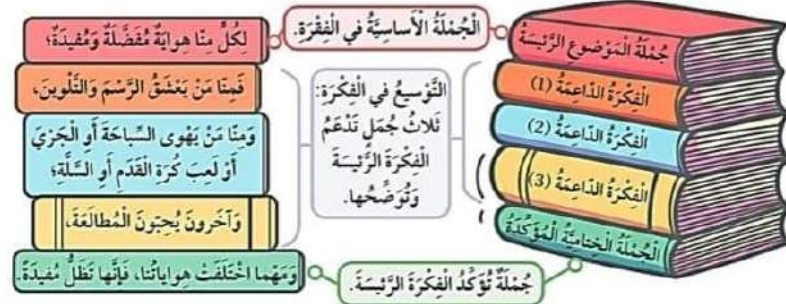 جُمْلَةُ الْمَوْضوعِ الرَّئيسَةُ
الْفِكْرَةُ الدّاعِمَةُ (1)
الْفِكْرَةُ الدّاعِمَةُ (2)
الْفِكْرَةُ الدّاعِمَةُ (3)
الْجُمْلَةُ الْخِتامِيَّةُ الْمُؤَكِّدَةُ
الْجُمْلَةُ الْأَساسِيَّةُ في الْفِقْرَةِ.
التَّوْسيعُ في الْفِكْرَةِ:
ثَلاثُ جُمَلٍ تَدْعَمُ
الْفِكْرَةَ الرَّئيسَةَ
وَتُوَضِّحُها.
جُمْلَةٌ تُؤَكِّدُ الْفِكْرَةَ الرَّئيسَةَ.
لِكُلٍّ مِنّا هِوايَةٌ مُفَضَّلَةٌ وَمُفيدَةٌ؛
فَمِنّا مَنْ يَعْشَقُ الرَّسْمَ وَالتَّلْوينَ،
وَمِنّا مَنْ يَهْوى السِّباحَةَ أَوِ الْجَرْيَ
أَوْ لَعِبَ كُرَةِ الْقَدَمِ أَوِ السَّلَّةِ؛
وَآخَرونَ يُحِبّونَ الْمُطالَعَةَ،
وَمَهْما اخْتَلَفَتْ هِواياتُنا، فَإِنَّها تَظَلُّ مُفيدَةً.